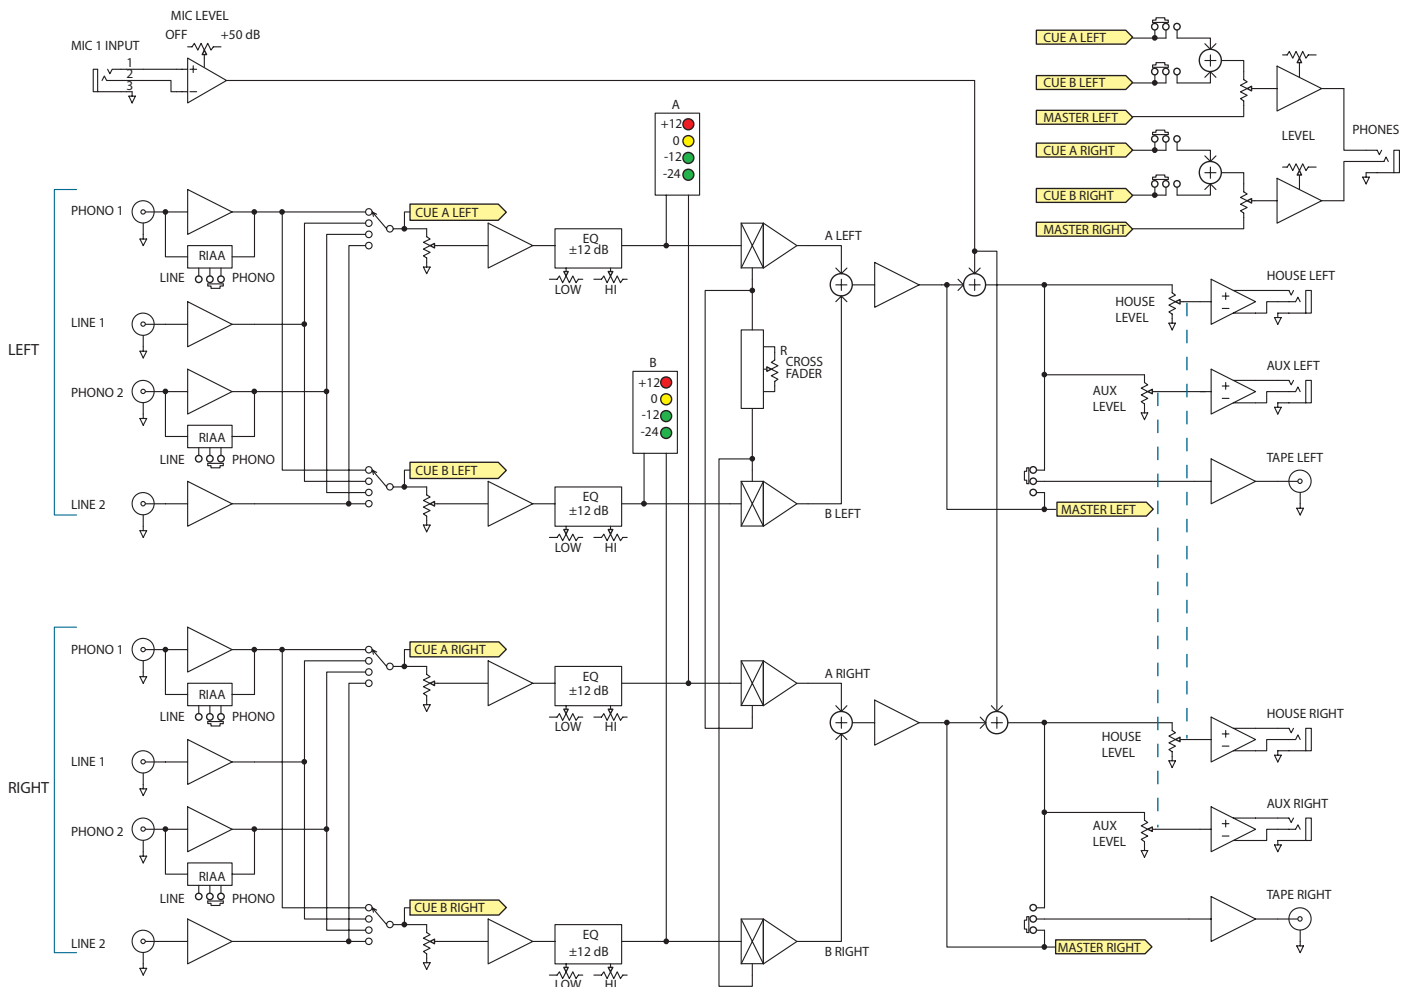 MIC LEVEL
OFF +50 dB
MIC 1 INPUT
1
2
3
+
−
CUE A LEFT
CUE B LEFT
MASTER LEFT
CUE A RIGHT
CUE B RIGHT
MASTER RIGHT
LEVEL
PHONES
A
+12
0
-12
-24
B
+12
0
-12
-24
LEFT
PHONO 1
RIAA
LINE PHONO
LINE 1
PHONO 2
RIAA
LINE PHONO
LINE 2
CUE A LEFT
EQ
±12 dB
LOW HI
CUE B LEFT
EQ
±12 dB
LOW HI
A LEFT
B LEFT
R
CROSS
FADER
HOUSE
LEVEL
+
−
HOUSE LEFT
AUX
LEVEL
+
−
AUX LEFT
TAPE LEFT
MASTER LEFT
RIGHT
PHONO 1
RIAA
LINE PHONO
LINE 1
PHONO 2
RIAA
LINE PHONO
LINE 2
CUE A RIGHT
EQ
±12 dB
LOW HI
CUE B RIGHT
EQ
±12 dB
LOW HI
A RIGHT
B RIGHT
HOUSE
LEVEL
+
−
HOUSE RIGHT
AUX
LEVEL
+
−
AUX RIGHT
TAPE RIGHT
MASTER RIGHT